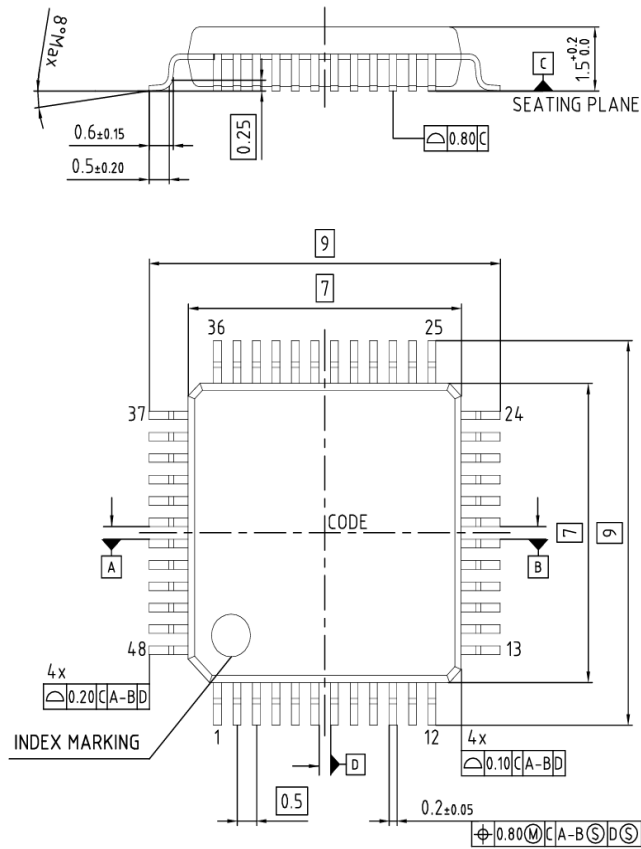 8°Max
0.6±0.15
0.5±0.20
0.25
⌓ 0.80 C
1.5 +0.2 0.0
C
SEATING PLANE
9
7
36
25
37
24
CODE
A
B
7
9
48
13
4x
⌓ 0.20 C A-B D
INDEX MARKING
1
12
D
4x
⌓ 0.10 C A-B D
0.5
0.2±0.05
⌖ 0.80 Ⓜ C A-B Ⓢ D Ⓢ